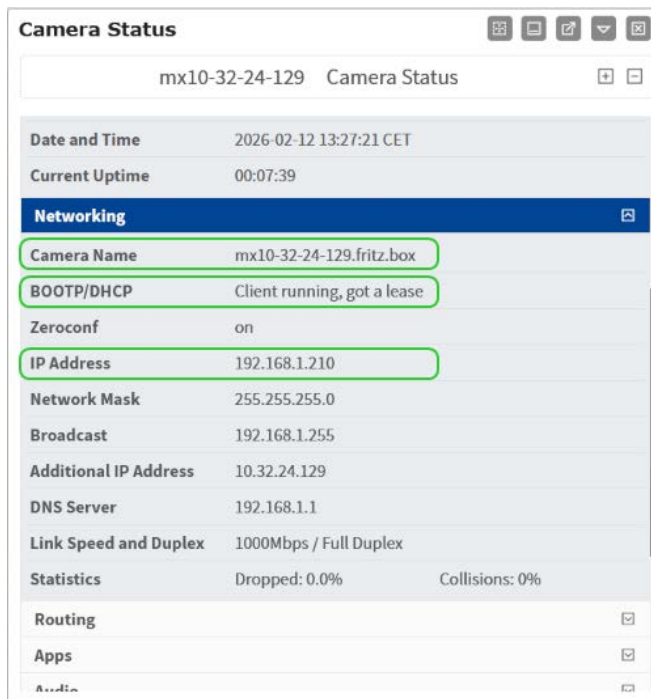 Camera Status
mx10-32-24-129 Camera Status
Date and Time 2026-02-12 13:27:21 CET
Current Uptime 00:07:39
Networking
Camera Name mx10-32-24-129.fritz.box
BOOTP/DHCP Client running, got a lease
Zeroconf on
IP Address 192.168.1.210
Network Mask 255.255.255.0
Broadcast 192.168.1.255
Additional IP Address 10.32.24.129
DNS Server 192.168.1.1
Link Speed and Duplex 1000Mbps / Full Duplex
Statistics Dropped: 0.0% Collisions: 0%
Routing
Apps
Audio